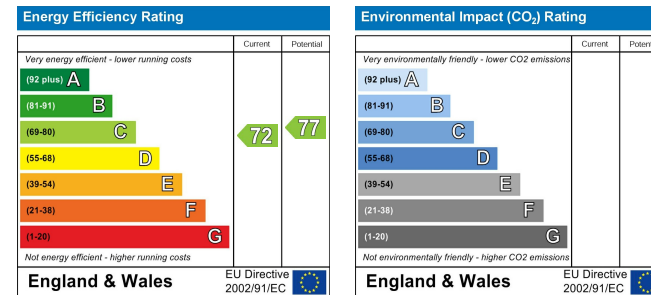 Energy Efficiency Rating
Current Potential
Very energy efficient - lower running costs
(92 plus) A
(81-91) B
(69-80) C
(55-68) D
(39-54) E
(21-38) F
(1-20) G
72 77
Not energy efficient - higher running costs
England & Wales
EU Directive
2002/91/EC
Environmental Impact (CO₂) Rating
Current Potent
Very environmentally friendly - lower CO2 emissions
(92 plus) A
(81-91) B
(69-80) C
(55-68) D
(39-54) E
(21-38) F
(1-20) G
Not environmentally friendly - higher CO2 emissions
England & Wales
EU Directive
2002/91/EC